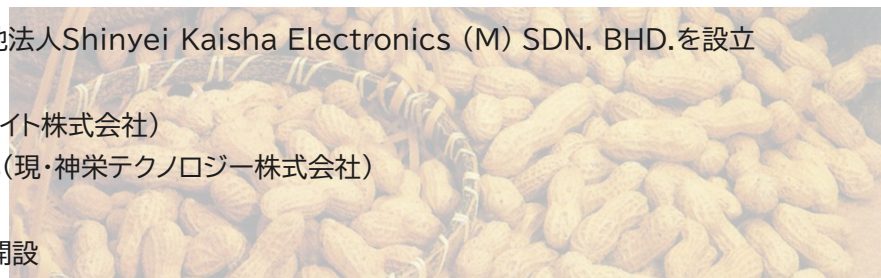 法人Shinyei Kaisha Electronics (M) SDN. BHD.を設立
イト株式会社）
（現・神栄テクノロジー株式会社）
開設